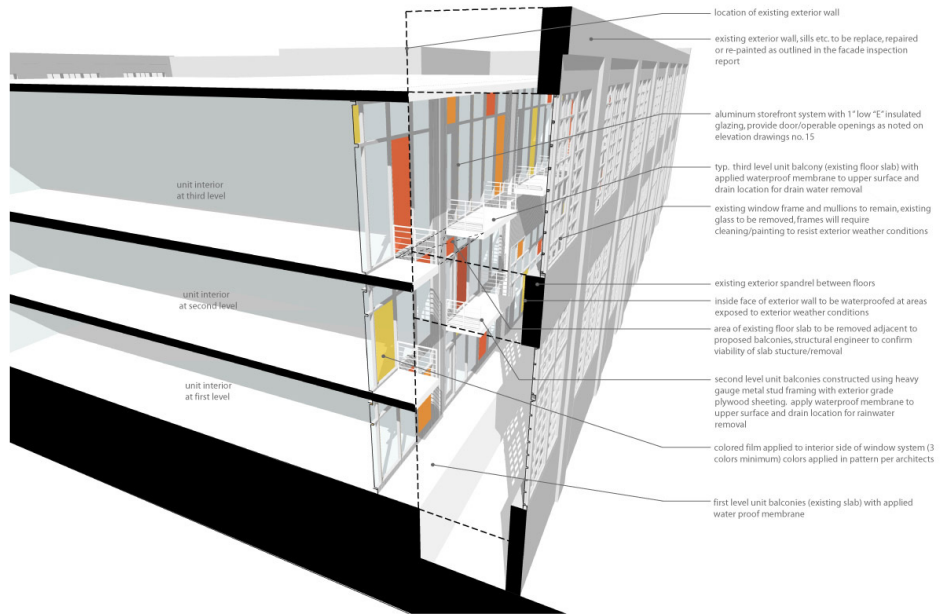 location of existing exterior wall
existing exterior wall, sills etc. to be replace, repaired
or re-painted as outlined in the facade inspection
report
aluminum storefront system with 1" low "E" insulated
glazing, provide door/operable openings as noted on
elevation drawings no. 15
typ. third level unit balcony (existing floor slab) with
applied waterproof membrane to upper surface and
drain location for drain water removal
existing window frame and mullions to remain, existing
glass to be removed, frames will require
cleaning/painting to resist exterior weather conditions
existing exterior spandrel between floors
inside face of exterior wall to be waterproofed at areas
exposed to exterior weather conditions
area of existing floor slab to be removed adjacent to
proposed balconies, structural engineer to confirm
viability of slab stucture/removal
second level unit balconies constructed using heavy
gauge metal stud framing with exterior grade
plywood sheeting. apply waterproof membrane to
upper surface and drain location for rainwater
removal
colored film applied to interior side of window system (3
colors minimum) colors applied in pattern per architects
first level unit balconies (existing slab) with applied
water proof membrane
unit interior
at third level
unit interior
at second level
unit interior
at first level